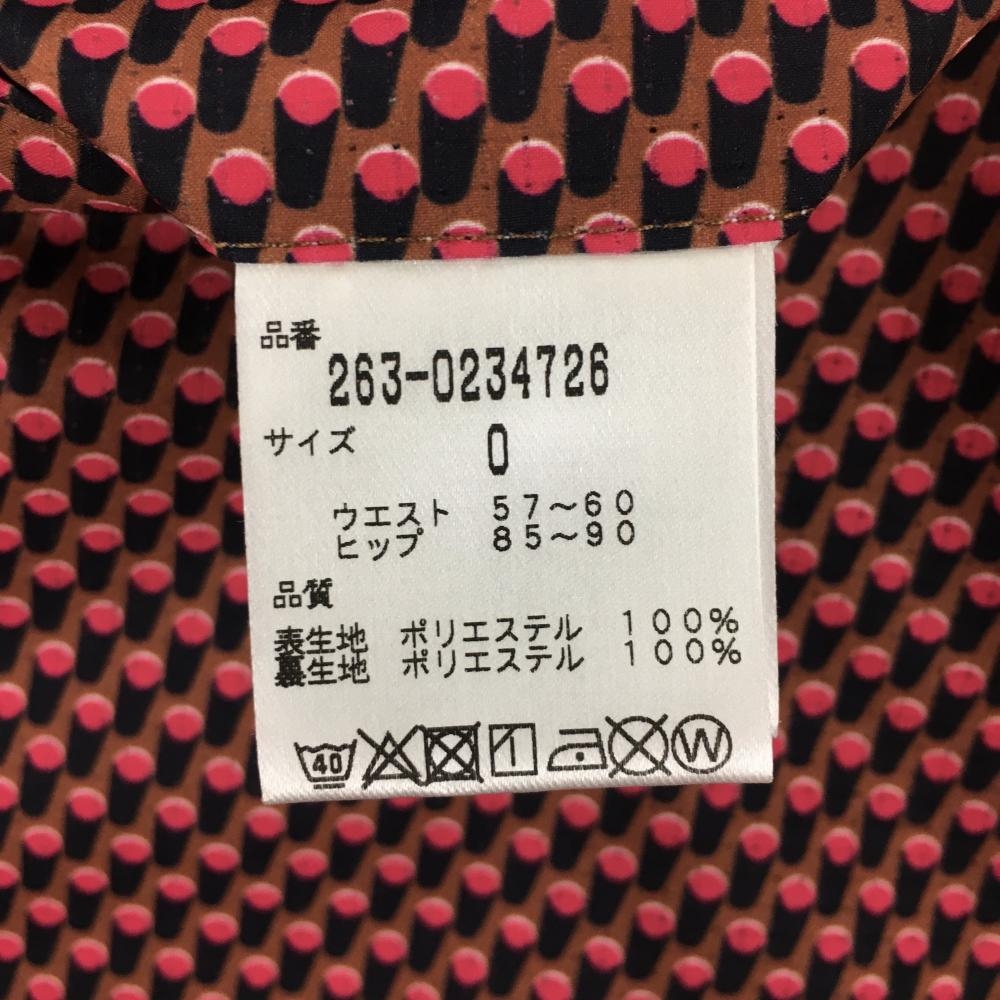 品番
263-0234726
サイズ 0
ウエスト 57～60
ヒップ 85～90
品質
表生地 ポリエステル 100%
裏生地 ポリエステル 100%
40 W